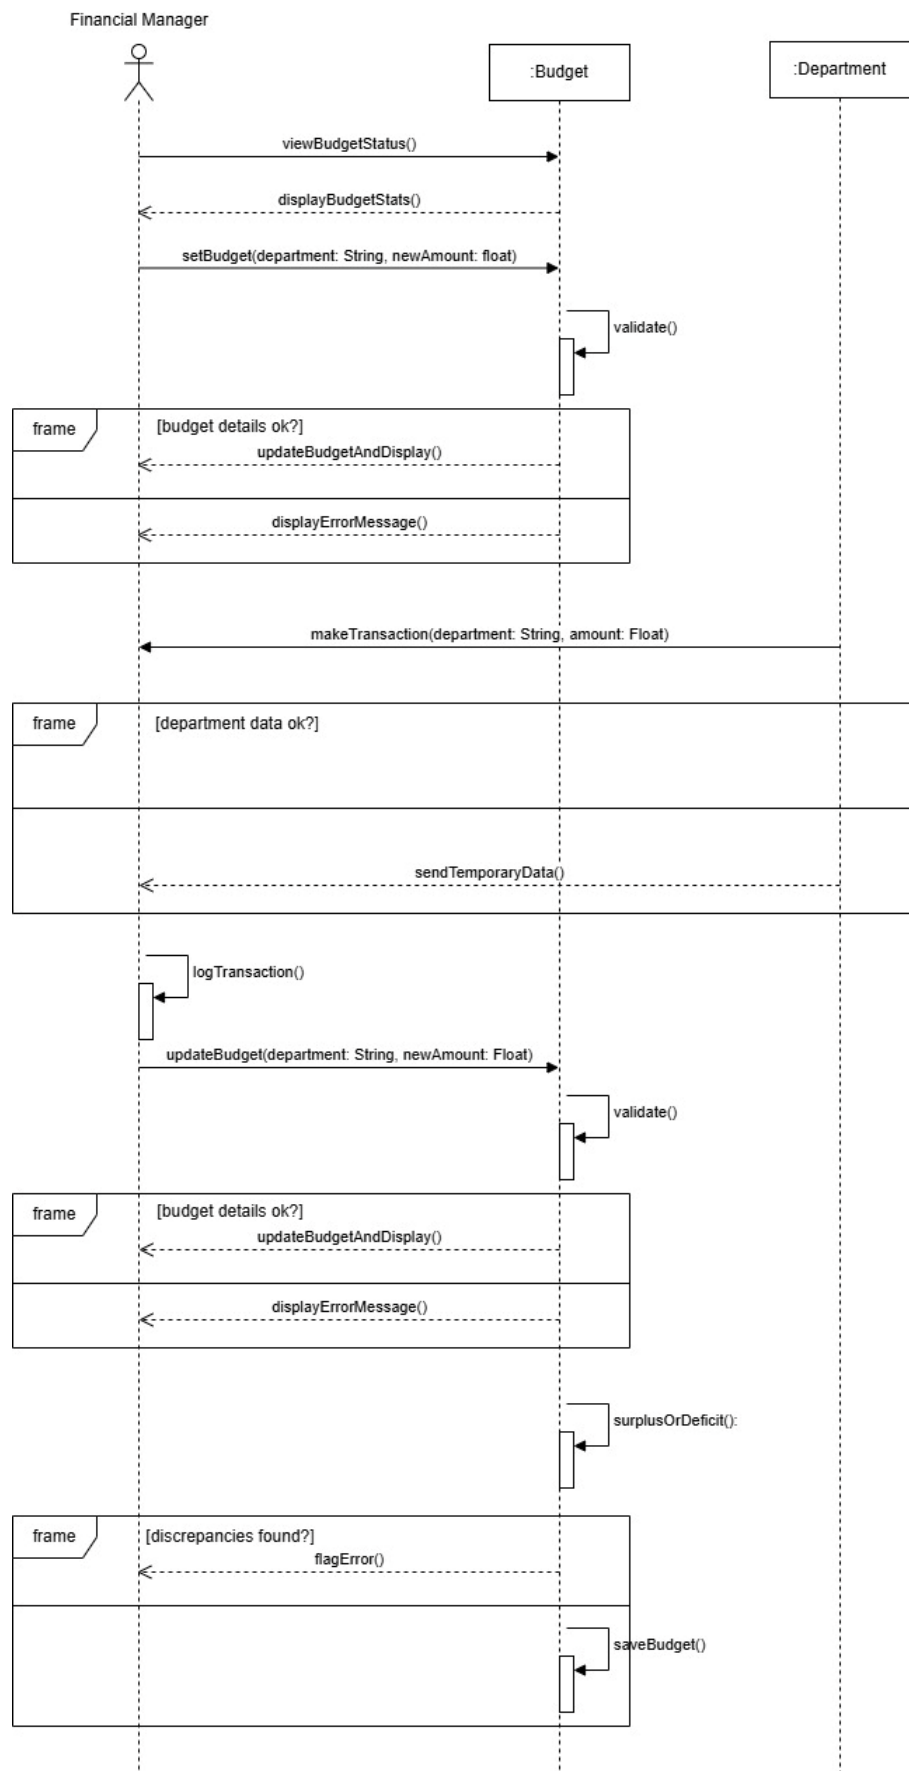 Financial Manager
:Budget
:Department
viewBudgetStatus()
displayBudgetStats()
setBudget(department: String, newAmount: float)
validate()
frame
[budget details ok?]
updateBudgetAndDisplay()
displayErrorMessage()
makeTransaction(department: String, amount: Float)
frame
[department data ok?]
sendTemporaryData()
logTransaction()
updateBudget(department: String, newAmount: Float)
validate()
frame
[budget details ok?]
updateBudgetAndDisplay()
displayErrorMessage()
surplusOrDeficit():
frame
[discrepancies found?]
flagError()
saveBudget()